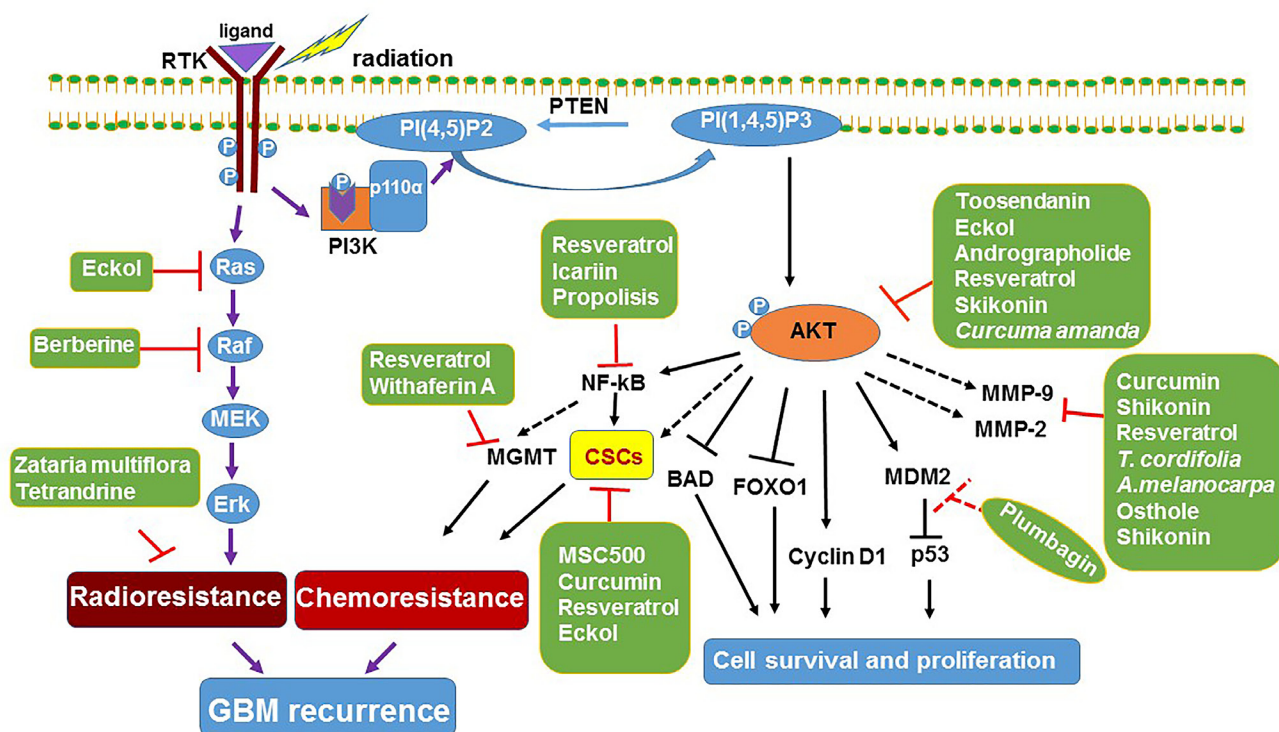 ligand
RTK
radiation
PTEN
PI(4,5)P2
PI(1,4,5)P3
P
P
P
P
p110α
PI3K
Eckol
Ras
Berberine
Raf
MEK
Zataria multiflora
Tetrandrine
Erk
Resveratrol
Icariin
Propolisis
Toosendanin
Eckol
Andrographolide
Resveratrol
Skikonin
Curcuma amanda
P
P
AKT
Resveratrol
Withaferin A
NF-kB
MMP-9
MMP-2
Curcumin
Shikonin
Resveratrol
T. cordifolia
A.melanocarpa
Osthole
Shikonin
MGMT
CSCs
BAD
FOXO1
MDM2
Plumbagin
Cyclin D1
p53
MSC500
Curcumin
Resveratrol
Eckol
Radioresistance
Chemoresistance
Cell survival and proliferation
GBM recurrence